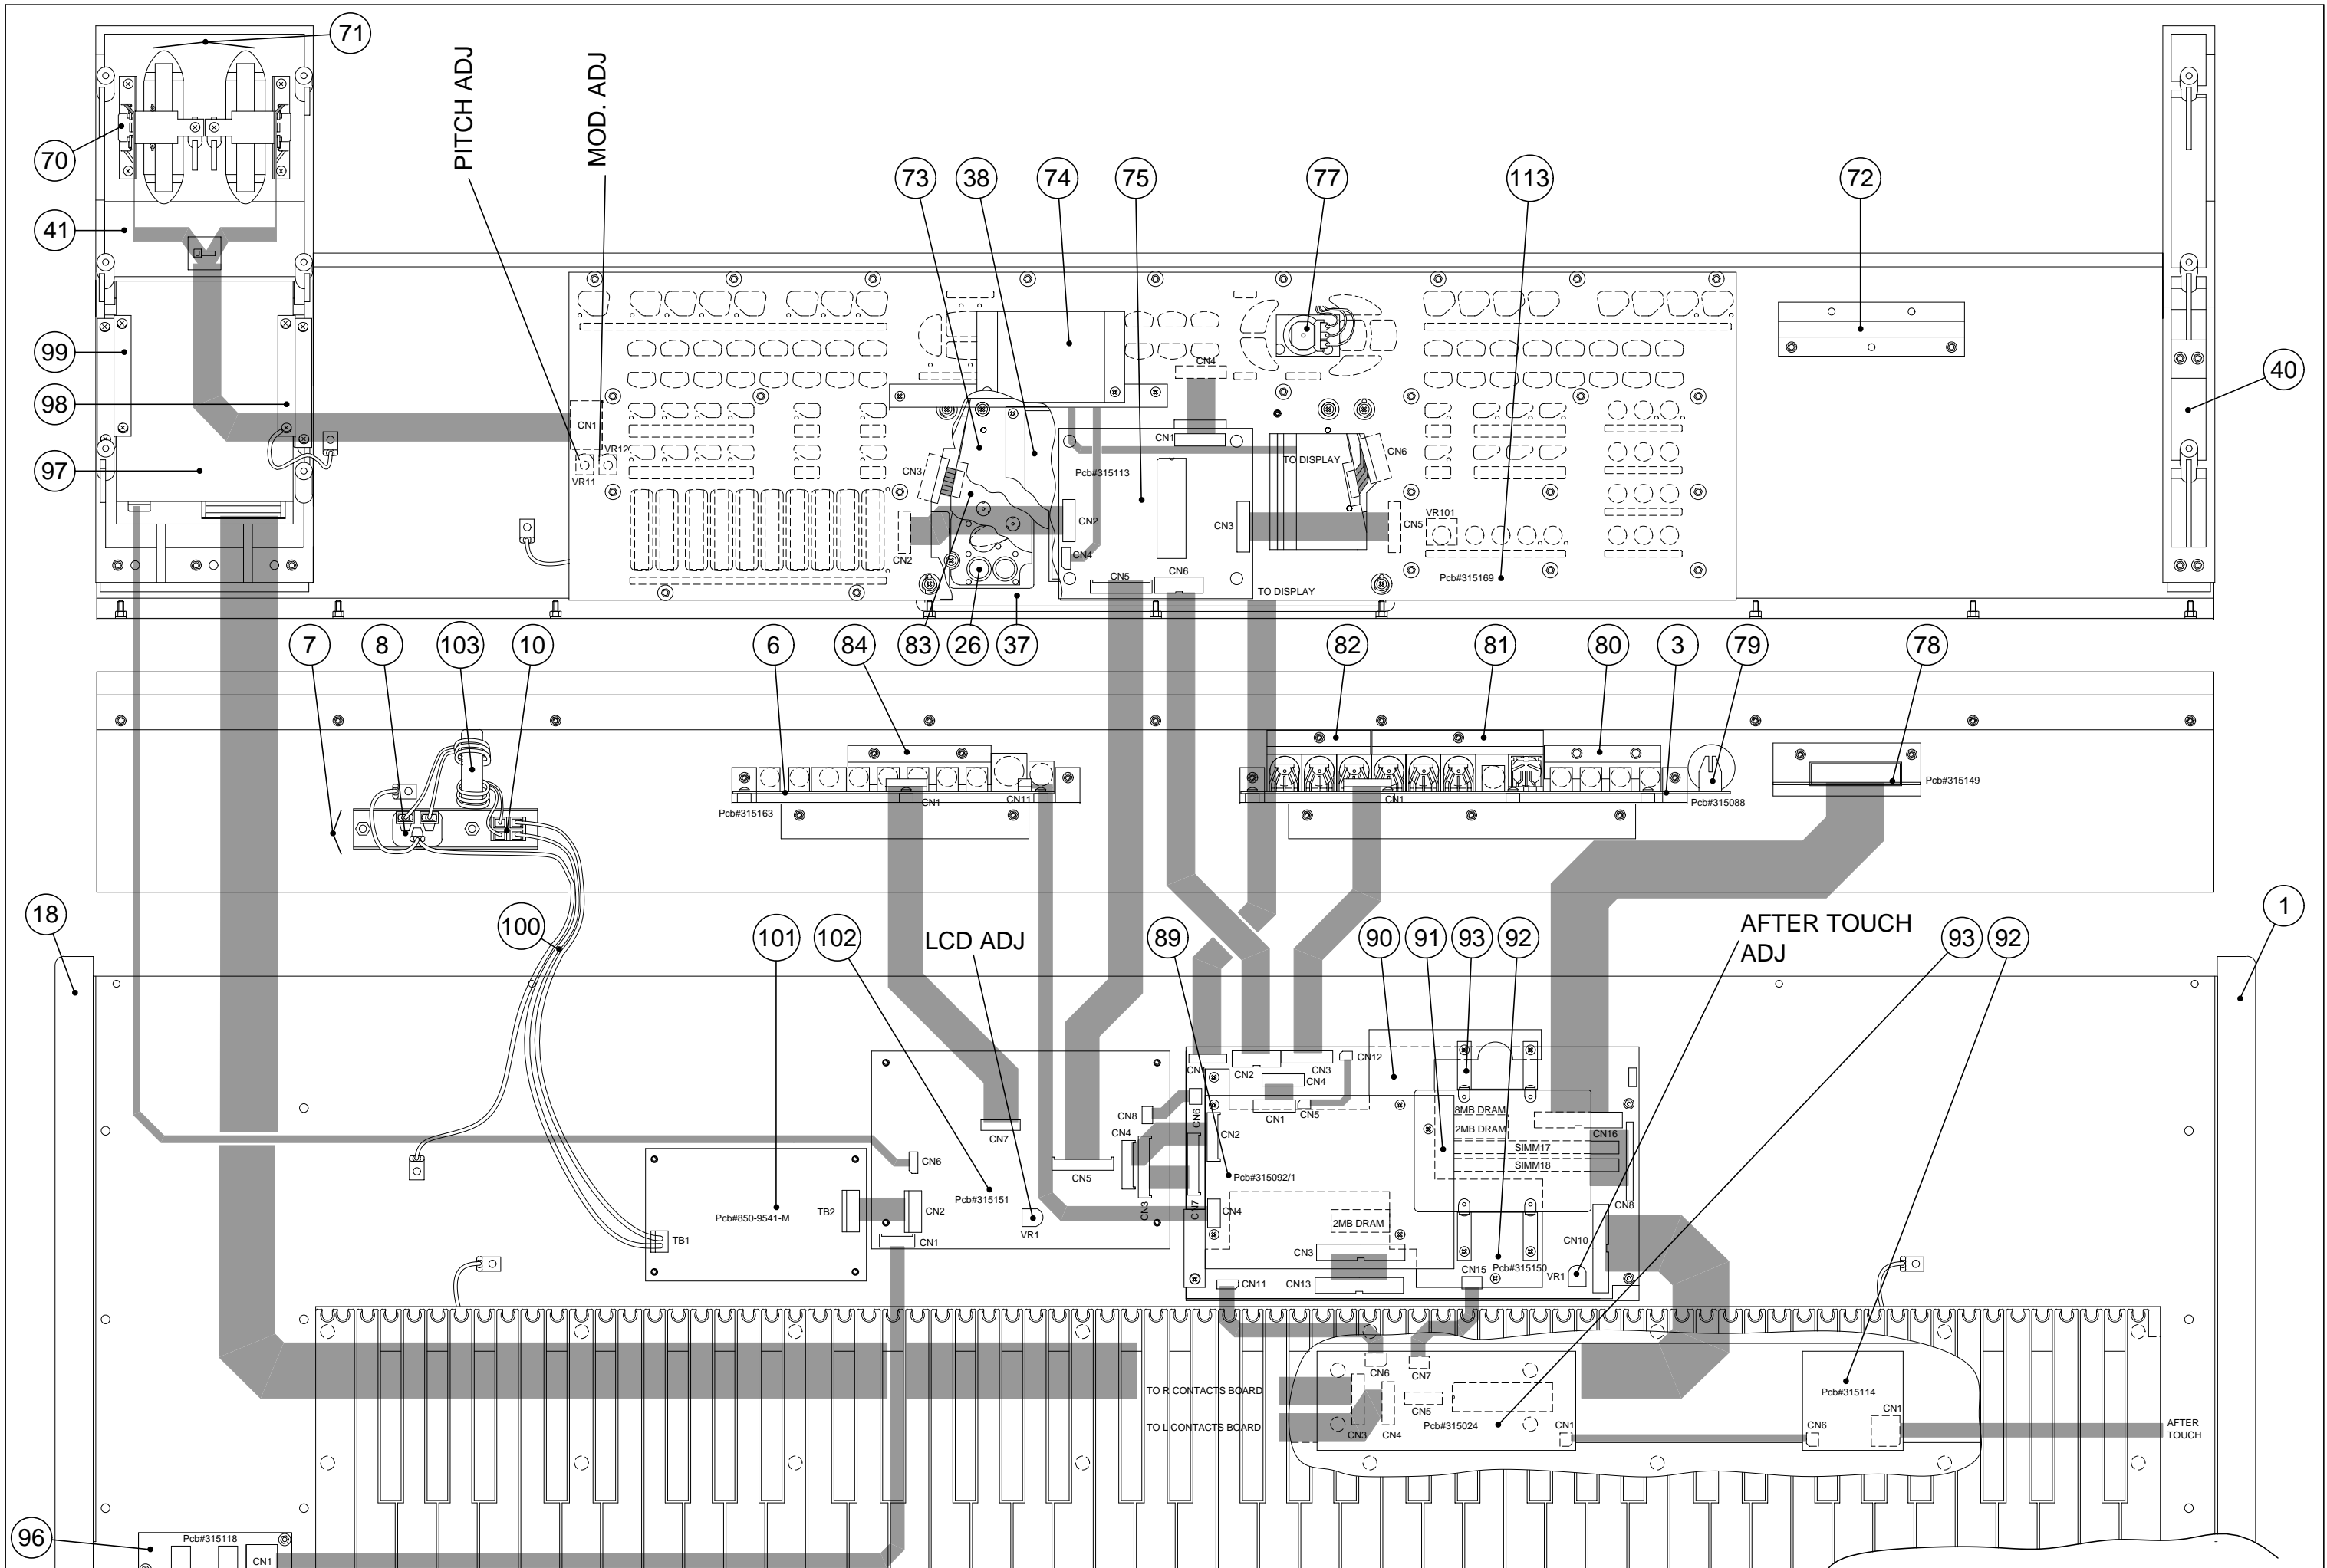 71
70
41
99
98
97
PITCH ADJ
MOD. ADJ
73
38
74
75
77
113
72
40
CN1
VR12
VR11
CN3
CN2
CN4
CN1
Pcb#315113
CN2
CN4
CN3
CN5
CN6
TO DISPLAY
CN6
CN5
VR101
Pcb#315169
TO DISPLAY
7
8
103
10
6
84
83
26
37
82
81
80
3
79
78
CN1
CN11
Pcb#315163
CN1
Pcb#315088
Pcb#315149
18
100
101
102
LCD ADJ
89
90
91
93
92
AFTER TOUCH
ADJ
93
92
1
CN1
CN2
CN3
CN12
CN4
CN1
CN5
CN8
CN6
CN7
CN4
CN2
8MB DRAM
2MB DRAM
CN16
SIMM17
SIMM18
CN6
CN5
CN3
CN7
Pcb#315092/1
CN8
Pcb#315151
Pcb#850-9541-M
TB2
CN2
CN4
2MB DRAM
VR1
TB1
CN1
CN3
CN10
Pcb#315150
CN15
VR1
CN11
CN13
CN6
CN7
TO R CONTACTS BOARD
CN5
Pcb#315114
TO L CONTACTS BOARD
CN3
CN4
Pcb#315024
CN1
CN6
CN1
AFTER
TOUCH
96
Pcb#315118
CN1